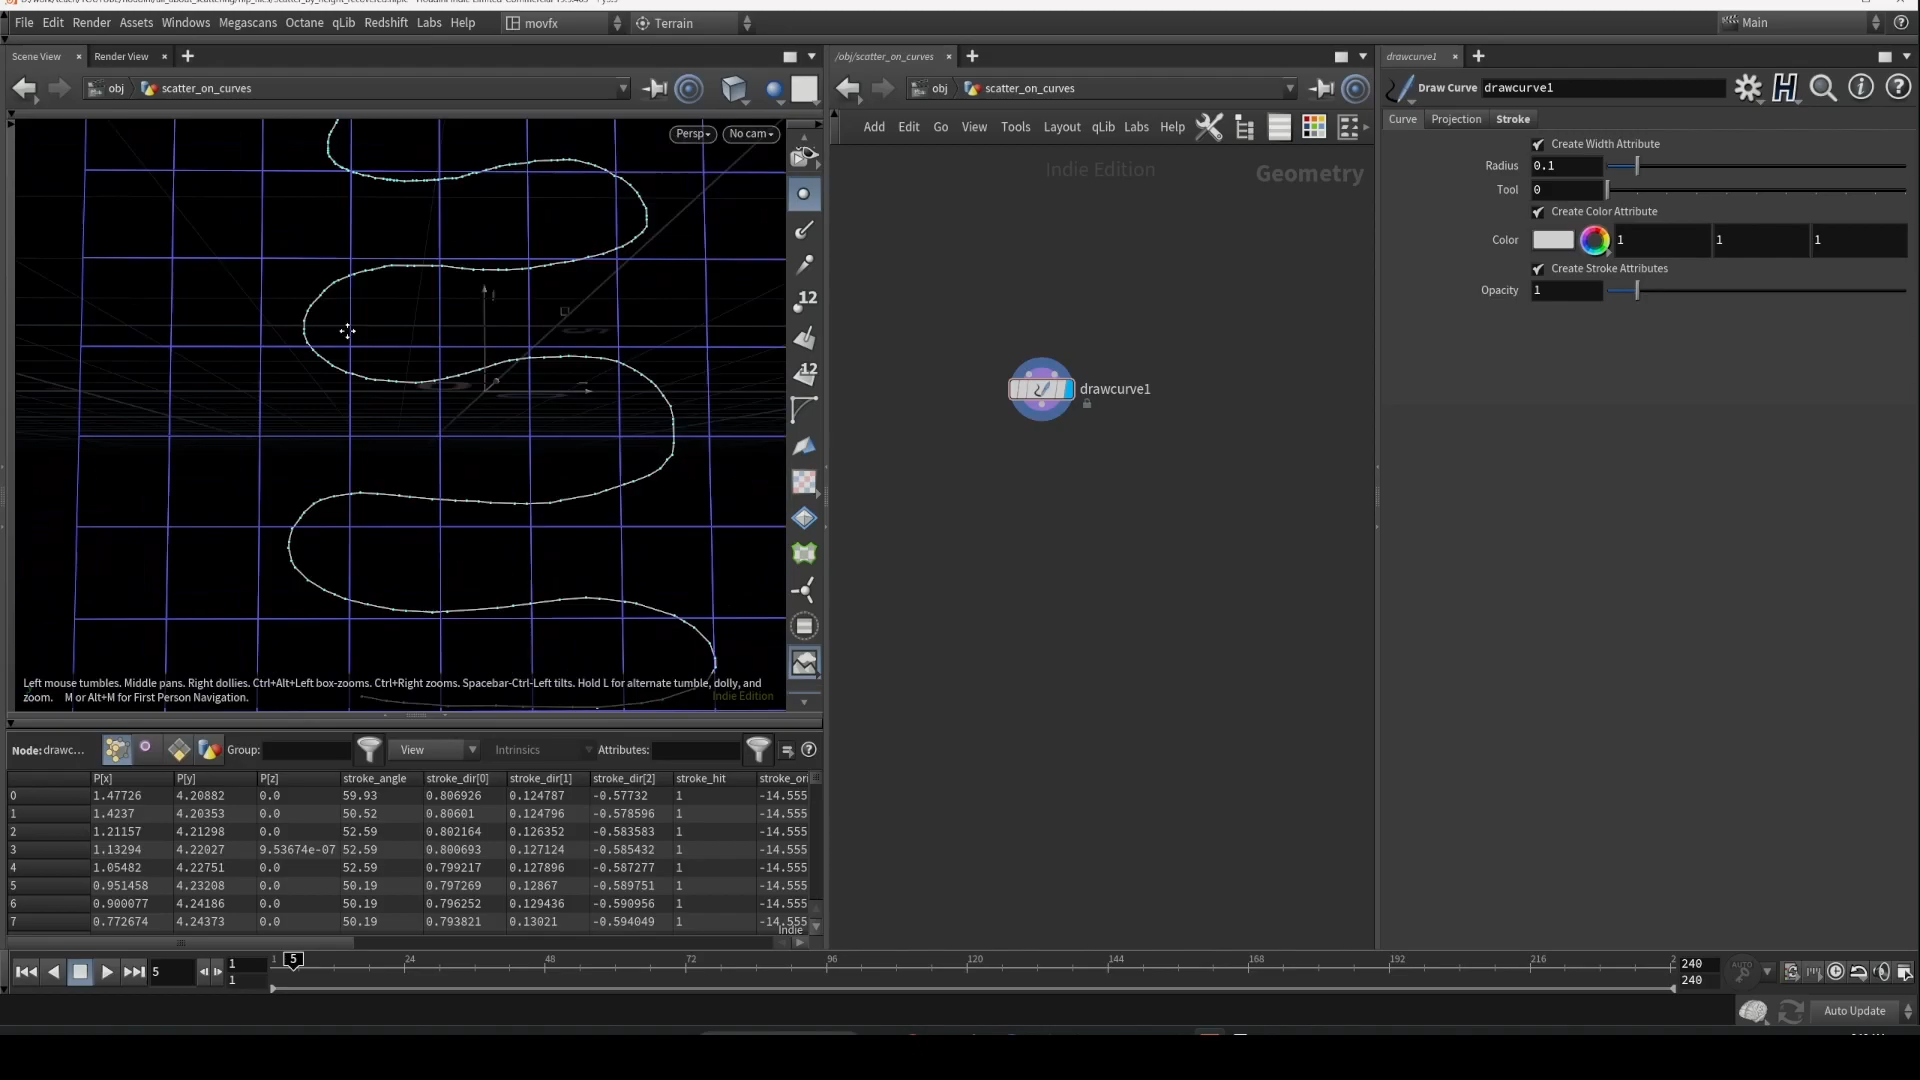 File Edit Render Assets Windows Megascans Octane qLib Redshift Labs Help movfx Terrain Main
Scene View Render View
obj scatter_on_curves
Persp No cam
12
12
Left mouse tumbles. Middle pans. Right dollies. Ctrl+Alt+Left box-zooms. Ctrl+Right zooms. Spacebar-Ctrl-Left tilts. Hold L for alternate tumble, dolly, and
zoom. M or Alt+M for First Person Navigation.
Indie Edition
/obj/scatter_on_curves
obj scatter_on_curves
Add Edit Go View Tools Layout qLib Labs Help
Indie Edition Geometry
drawcurve1
drawcurve1
Draw Curve drawcurve1
Curve Projection Stroke
Create Width Attribute
Radius 0.1
Tool 0
Create Color Attribute
Color 1 1 1
Create Stroke Attributes
Opacity 1
Node: drawc... Group: View Intrinsics Attributes:
P[x] P[y] P[z] stroke_angle stroke_dir[0] stroke_dir[1] stroke_dir[2] stroke_hit stroke_ori
0 1.47726 4.20882 0.0 59.93 0.806926 0.124787 -0.57732 1 -14.555
1 1.4237 4.20353 0.0 50.52 0.80601 0.124796 -0.578596 1 -14.555
2 1.21157 4.21298 0.0 52.59 0.802164 0.126352 -0.583583 1 -14.555
3 1.13294 4.22027 9.53674e-07 52.59 0.800693 0.127124 -0.585432 1 -14.555
4 1.05482 4.22751 0.0 52.59 0.799217 0.127896 -0.587277 1 -14.555
5 0.951458 4.23208 0.0 50.19 0.797269 0.12867 -0.589751 1 -14.555
6 0.900077 4.24186 0.0 50.19 0.796252 0.129436 -0.590956 1 -14.555
7 0.772674 4.24373 0.0 50.19 0.793821 0.13021 -0.594049 1 -14.555
Indie
5 1 1 5 24 48 72 96 120 144 168 192 216 2 240
1 240
AUTO
Auto Update